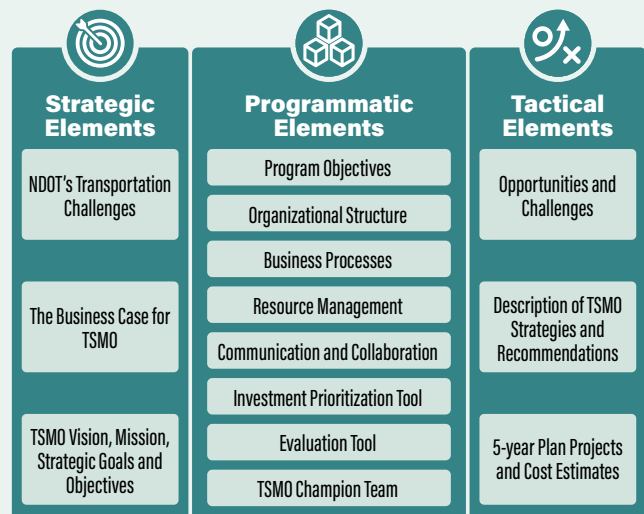 Strategic
Elements
NDOT's Transportation
Challenges
The Business Case for
TSMO
TSMO Vision, Mission,
Strategic Goals and
Objectives
Programmatic
Elements
Program Objectives
Organizational Structure
Business Processes
Resource Management
Communication and Collaboration
Investment Prioritization Tool
Evaluation Tool
TSMO Champion Team
Tactical
Elements
Opportunities and
Challenges
Description of TSMO
Strategies and
Recommendations
5-year Plan Projects
and Cost Estimates